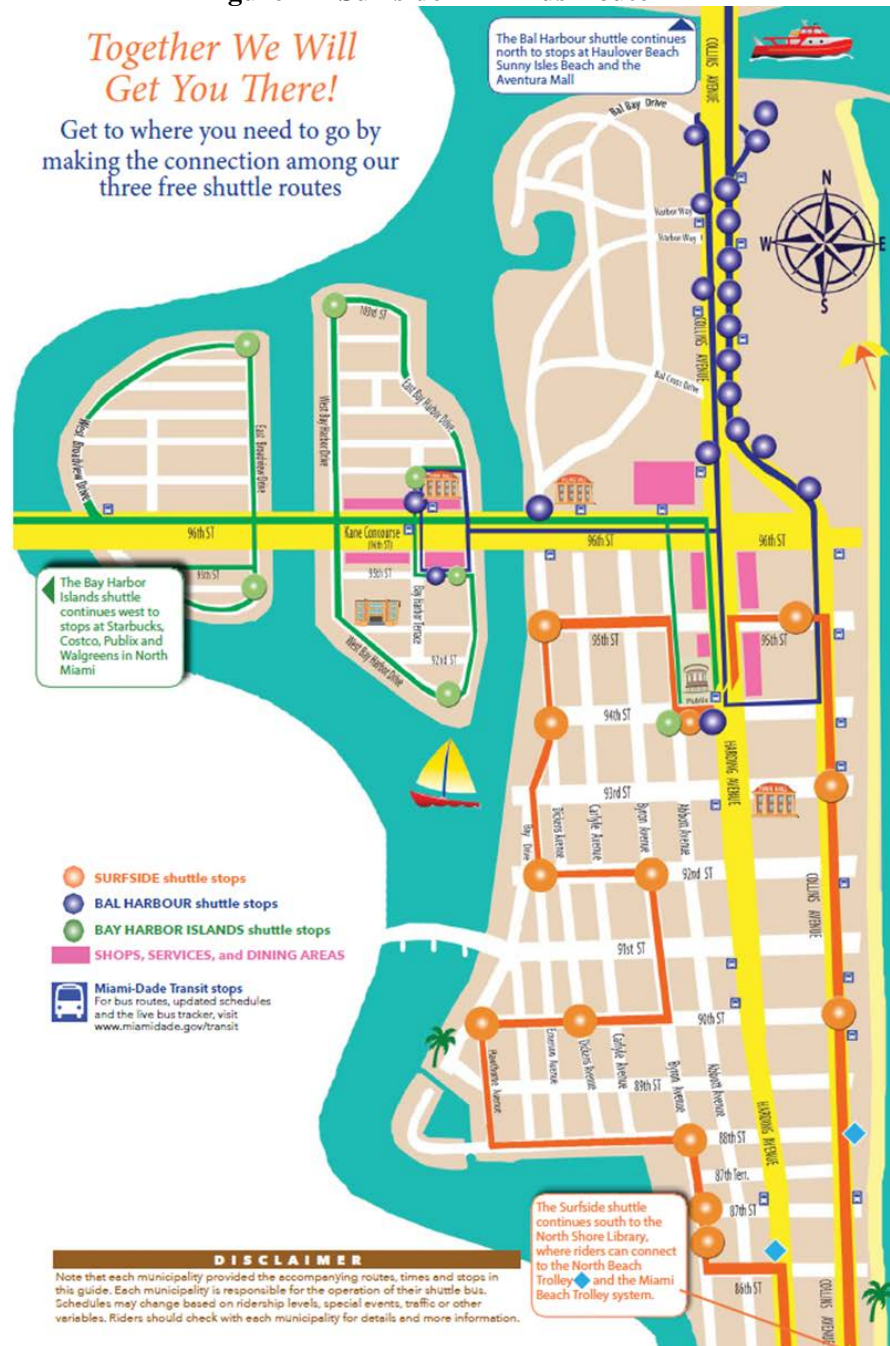 Together We Will
Get You There!
Get to where you need to go by
making the connection among our
three free shuttle routes
The Bal Harbour shuttle continues
north to stops at Haulover Beach
Sunny Isles Beach and the
Aventura Mall
COLLINS AVENUE
Bal Bay Drive
N
W
E
S
Harbor Way
Harbor Way
COLLINS AVENUE
Bal Cross Drive
103rd ST
East Bay Harbor Drive
West Bay Harbor Drive
West Broadview Drive
East Broadview Drive
96th ST
Kane Concourse
(96th ST)
96th ST
96th ST
95th ST
95th ST
Bay Harbor Terrace
92nd ST
West Bay Harbor Drive
The Bay Harbor
Islands shuttle
continues west to
stops at Starbucks,
Costco, Publix and
Walgreens in North
Miami
95th ST
95th ST
Publix
94th ST
HARDING AVENUE
93rd ST
TOWN HALL
Bay Drive
Dickens Avenue
Carlyle Avenue
Byron Avenue
Abbott Avenue
92nd ST
COLLINS AVENUE
91st ST
90th ST
Hawthorne Avenue
Emerson Avenue
Dickens Avenue
Carlyle Avenue
Byron Avenue
Abbott Avenue
89th ST
HARDING AVENUE
88th ST
87th Terr.
87th ST
86th ST
COLLINS AVENUE
SURFSIDE shuttle stops
BAL HARBOUR shuttle stops
BAY HARBOR ISLANDS shuttle stops
SHOPS, SERVICES, and DINING AREAS
Miami-Dade Transit stops
For bus routes, updated schedules
and the live bus tracker, visit
www.miamidade.gov/transit
The Surfside shuttle
continues south to the
North Shore Library,
where riders can connect
to the North Beach
Trolley and the Miami
Beach Trolley system.
DISCLAIMER
Note that each municipality provided the accompanying routes, times and stops in
this guide. Each municipality is responsible for the operation of their shuttle bus.
Schedules may change based on ridership levels, special events, traffic or other
variables. Riders should check with each municipality for details and more information.